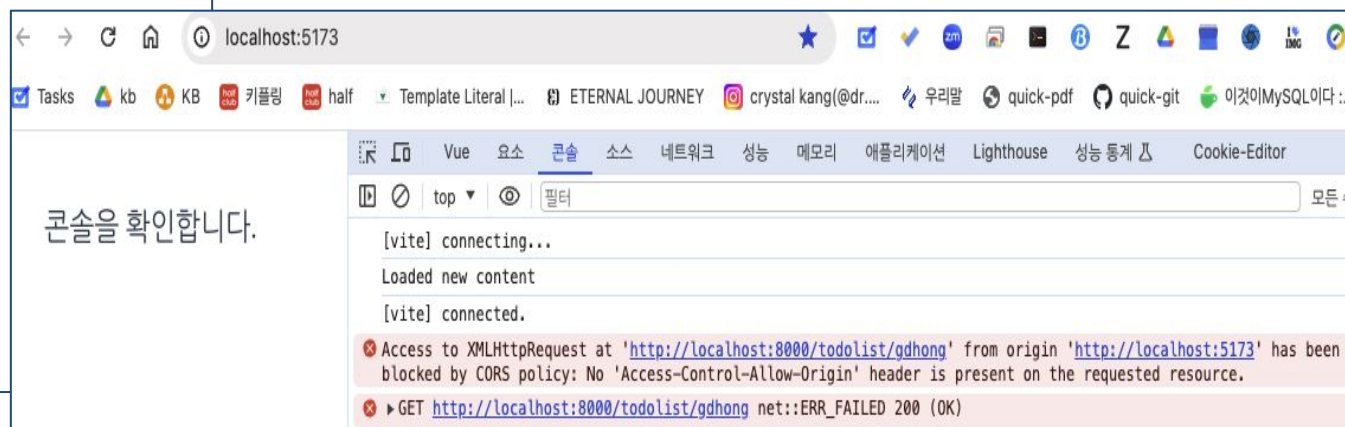 localhost:5173
zm
Z
I IMG
Tasks kb KB half club 키플링 half club half Template Literal |... ETERNAL JOURNEY crystal kang(@dr.... 우리말 quick-pdf quick-git 이것이MySQL이다 :
Vue 요소 콘솔 소스 네트워크 성능 메모리 애플리케이션 Lighthouse 성능 통계 Cookie-Editor
top 필터 모든
콘솔을 확인합니다.
[vite] connecting...
Loaded new content
[vite] connected.
Access to XMLHttpRequest at 'http://localhost:8000/todolist/gdhong' from origin 'http://localhost:5173' has been
blocked by CORS policy: No 'Access-Control-Allow-Origin' header is present on the requested resource.
GET http://localhost:8000/todolist/gdhong net::ERR_FAILED 200 (OK)